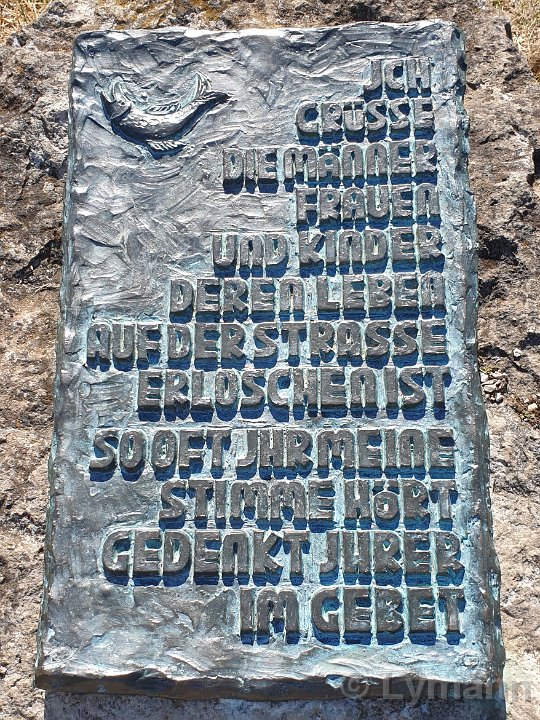 JCH
GRÜSSE
DIE MÄNNER
FRAUEN
UND KINDER
DEREN LEBEN
AUF DER STRASSE
ERLOSCHEN IST
SO OFT JHR MEINE
STIMME HÖRT
GEDENKT JHRER
IM GEBET
© Lymann